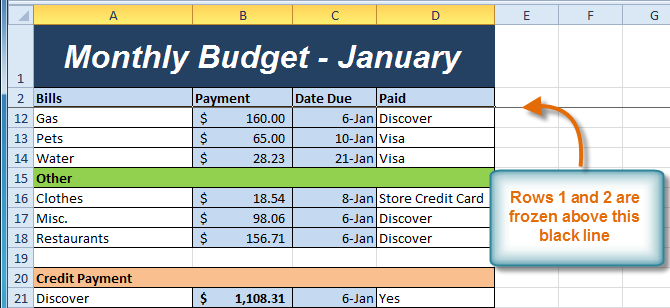 A B C D E F G
1 Monthly Budget - January
2 Bills Payment Date Due Paid
12 Gas $ 160.00 6-Jan Discover
13 Pets $ 65.00 10-Jan Visa
14 Water $ 28.23 21-Jan Visa
15 Other
16 Clothes $ 18.54 8-Jan Store Credit Card
17 Misc. $ 98.06 6-Jan Discover
18 Restaurants $ 156.71 6-Jan Discover
19
20 Credit Payment
21 Discover $ 1,108.31 6-Jan Yes
Rows 1 and 2 are
frozen above this
black line